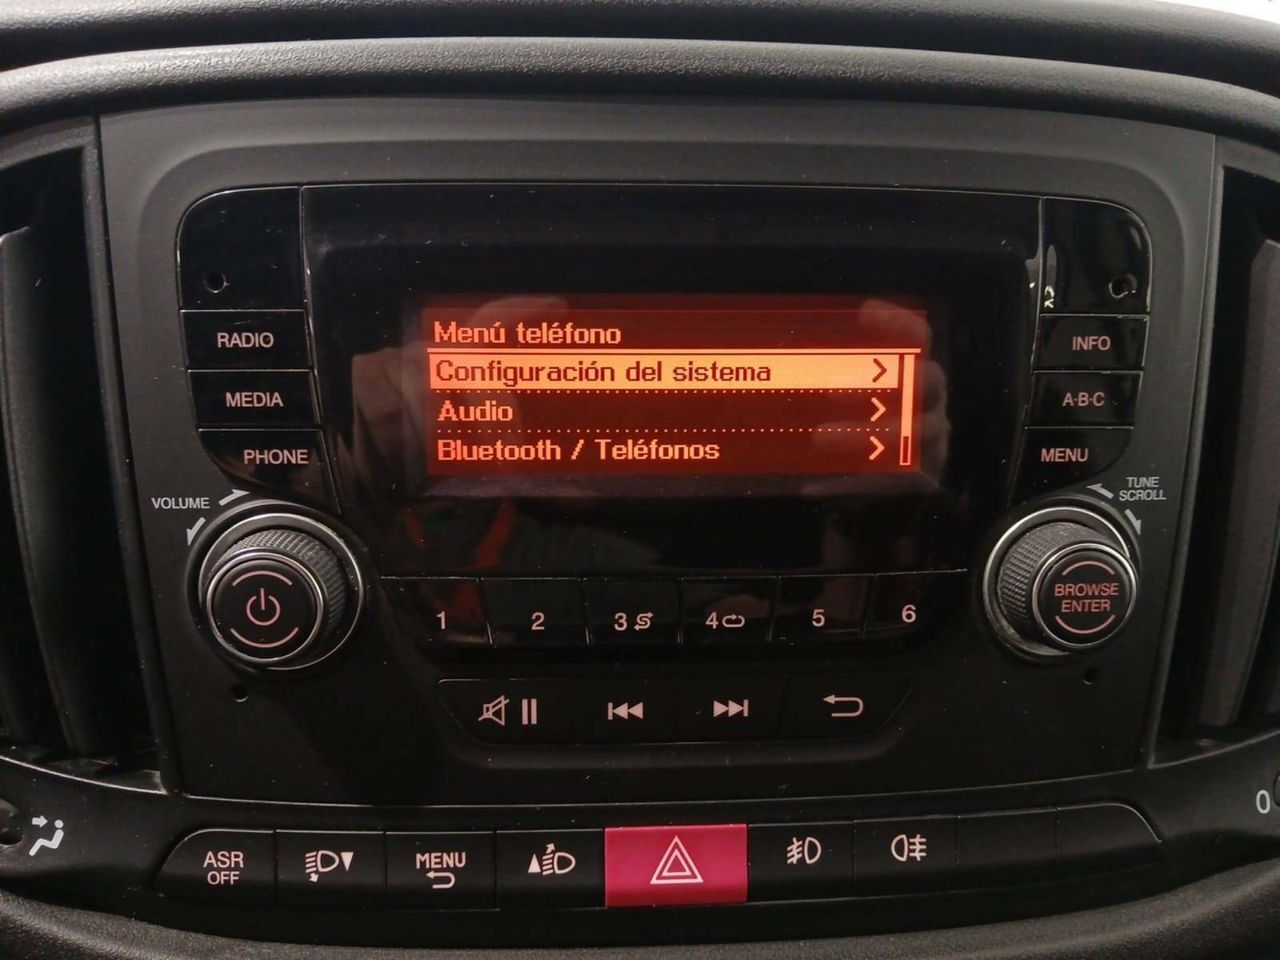 RADIO
MEDIA
PHONE
VOLUME
Menú teléfono
Configuración del sistema
Audio
Bluetooth / Teléfonos
INFO
A-B-C
MENU
TUNE
SCROLL
BROWSE
ENTER
1 2 3 4 5 6
ASR
OFF
MENU
0